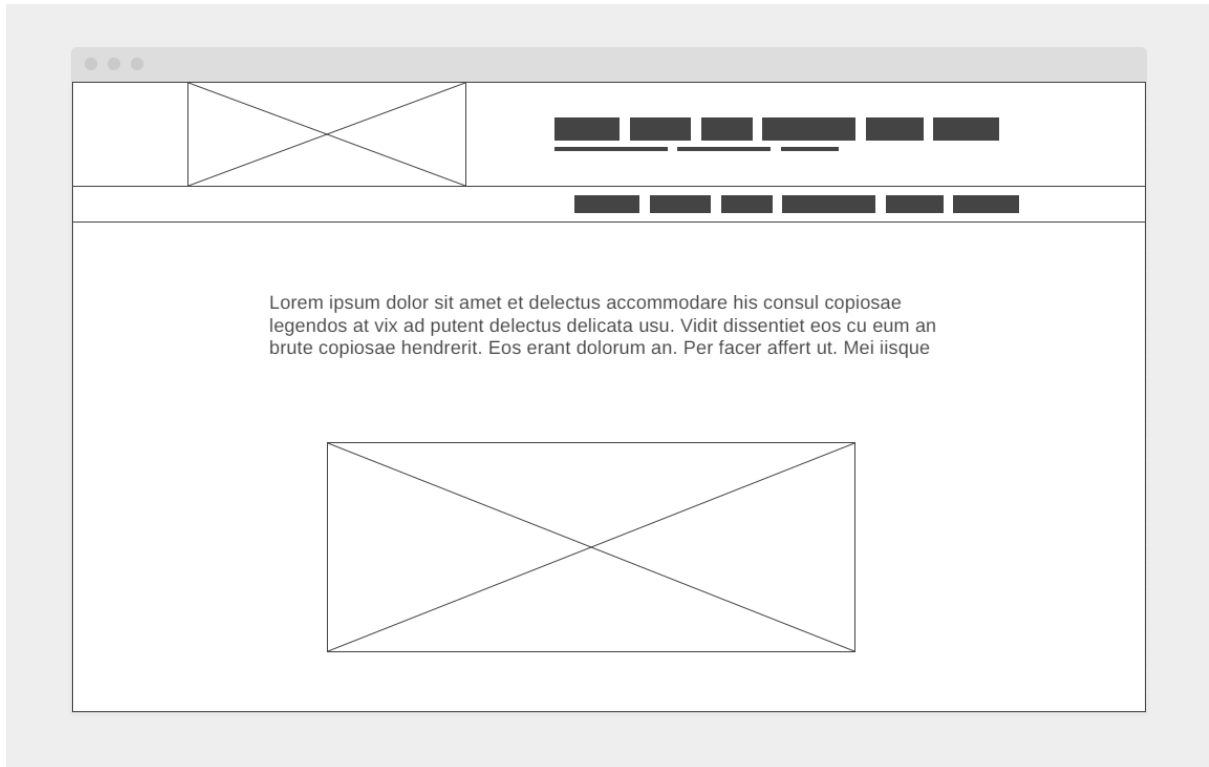 Lorem ipsum dolor sit amet et delectus accommodare his consul copiosae
legendos at vix ad putent delectus delicata usu. Vidit dissentiet eos cu eum an
brute copiosae hendrerit. Eos erant dolorum an. Per facer affert ut. Mei iisque